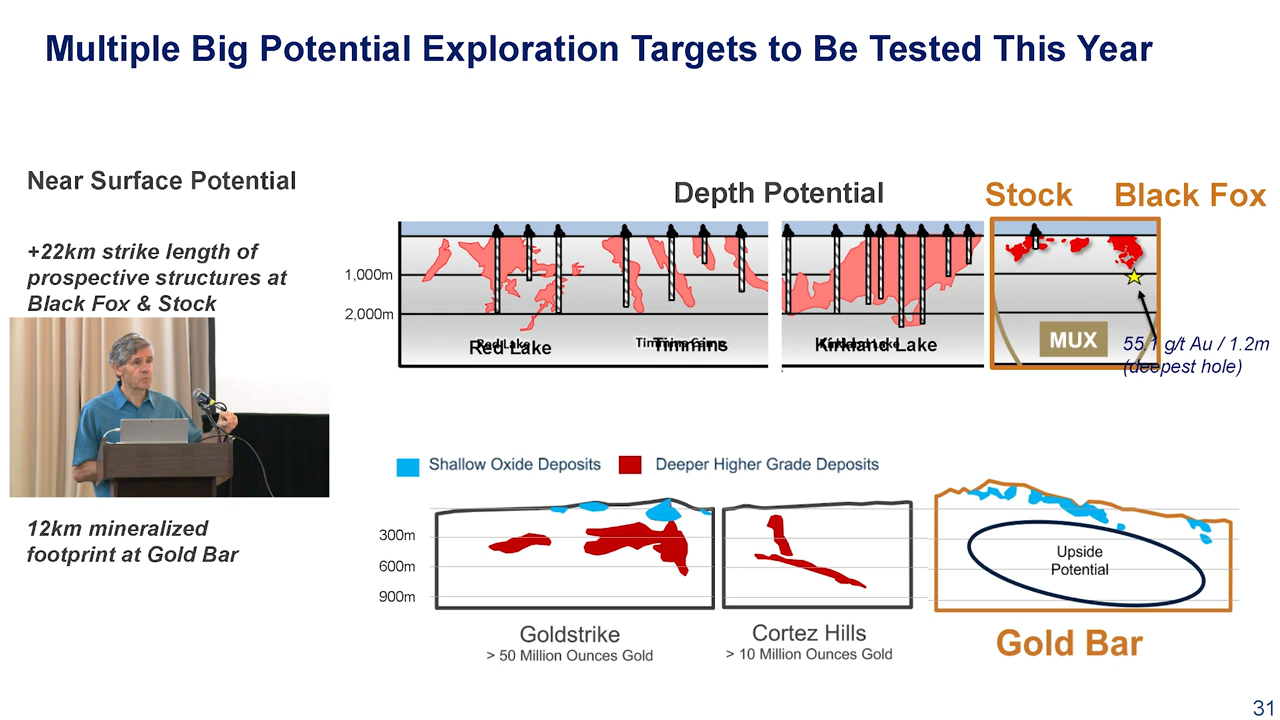 Multiple Big Potential Exploration Targets to Be Tested This Year
Near Surface Potential
+22km strike length of
prospective structures at
Black Fox & Stock
12km mineralized
footprint at Gold Bar
Depth Potential
Stock
Black Fox
1,000m
2,000m
Red Lake
Timmins
Kirkland Lake
MUX
55.1 g/t Au / 1.2m
(deepest hole)
Shallow Oxide Deposits
Deeper Higher Grade Deposits
300m
600m
900m
Goldstrike
> 50 Million Ounces Gold
Cortez Hills
> 10 Million Ounces Gold
Upside
Potential
Gold Bar
31